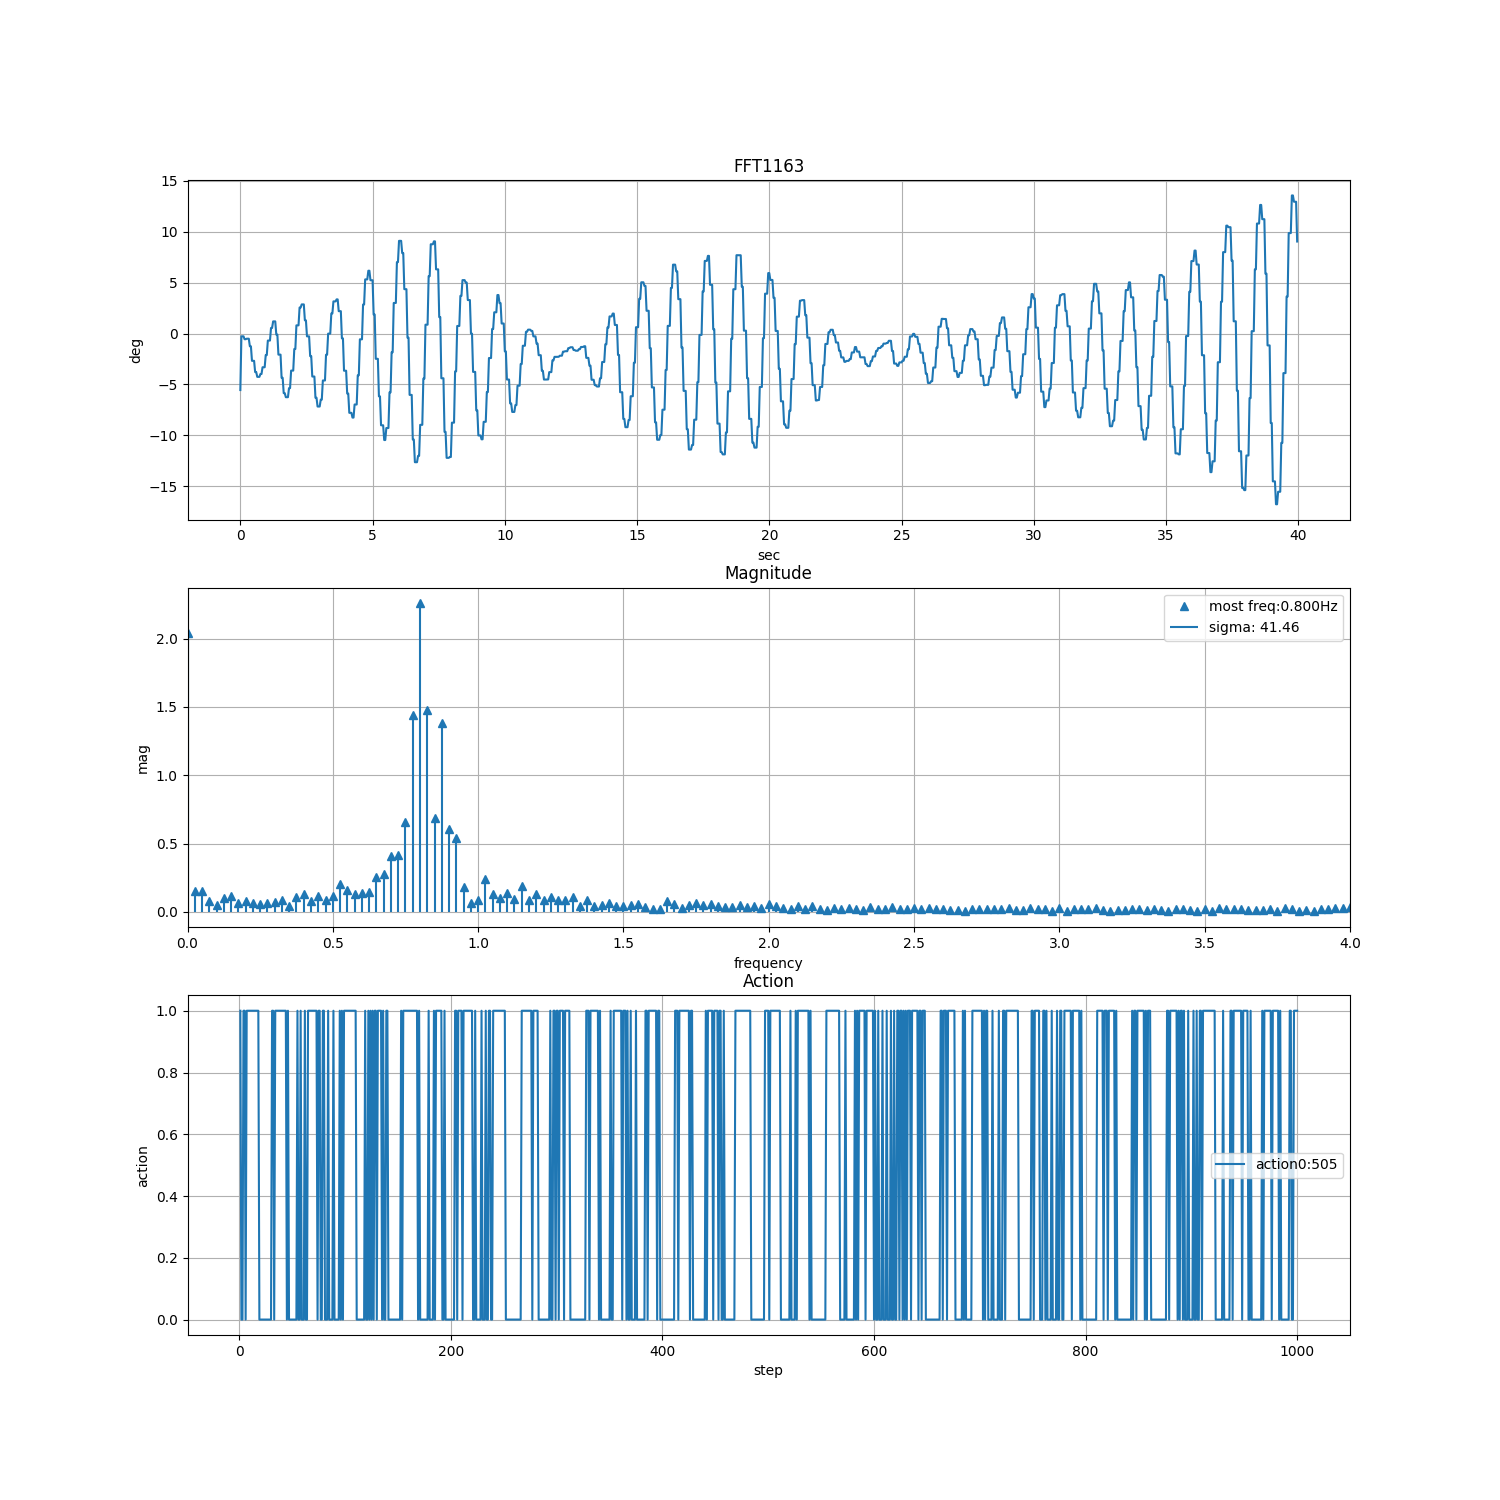 FFT1163
15
10
5
0
−5
−10
−15
deg
0 5 10 15 20 25 30 35 40
sec
Magnitude
most freq:0.800Hz
sigma: 41.46
2.0
1.5
1.0
0.5
0.0
mag
0.0 0.5 1.0 1.5 2.0 2.5 3.0 3.5 4.0
frequency
Action
1.0
0.8
0.6
0.4
0.2
0.0
action
action0:505
0 200 400 600 800 1000
step